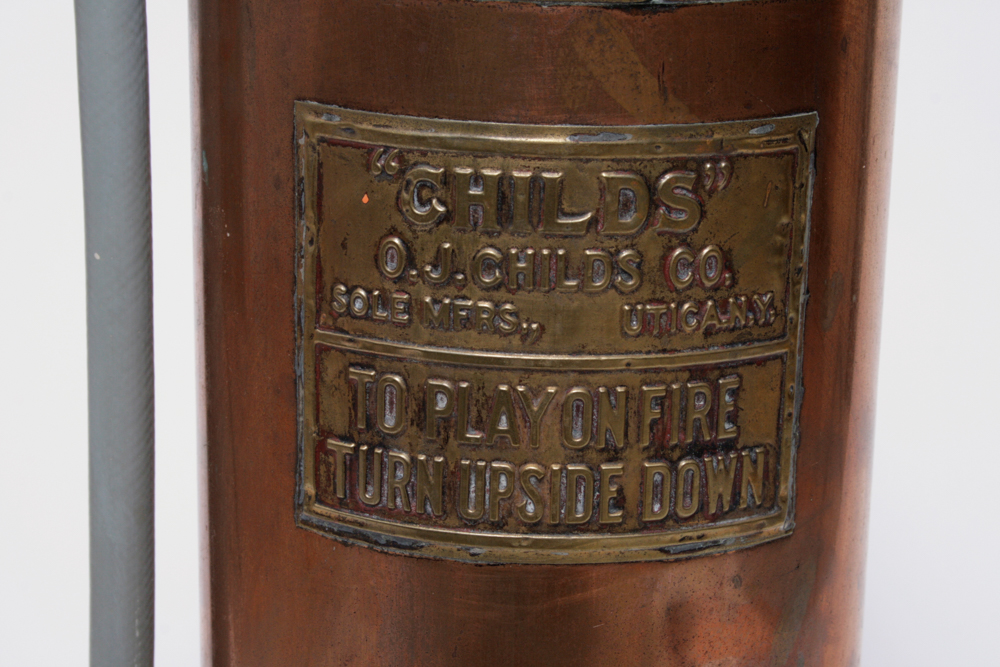 “CHILDS”
O.J. CHILDS CO.
SOLE MFRS., UTICA N.Y.
TO PLAY ON FIRE
TURN UPSIDE DOWN